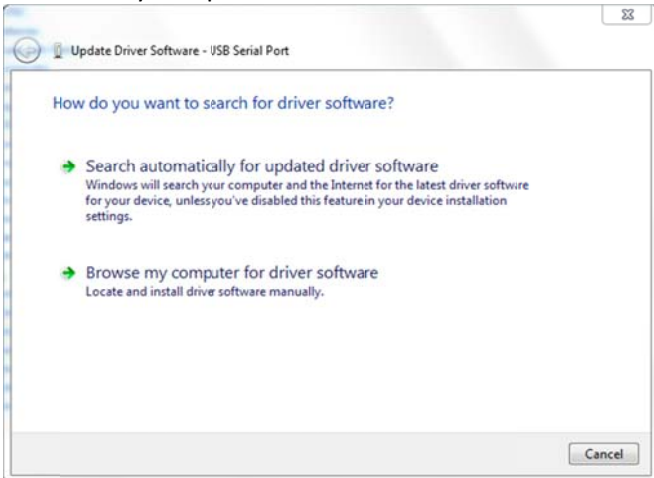 Update Driver Software - USB Serial Port
How do you want to search for driver software?
Search automatically for updated driver software
Windows will search your computer and the Internet for the latest driver software
for your device, unless you've disabled this feature in your device installation
settings.
Browse my computer for driver software
Locate and install driver software manually.
Cancel